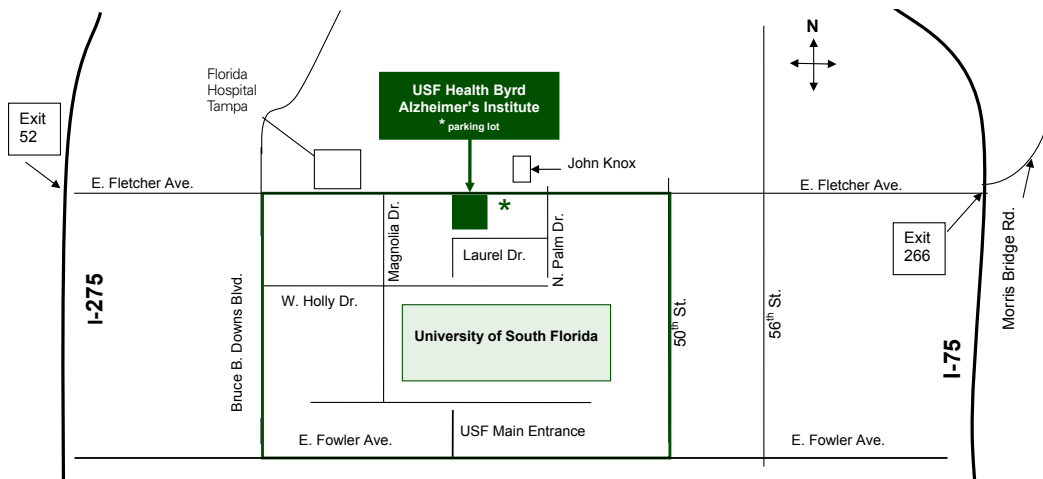 N
Florida
Hospital
Tampa
USF Health Byrd
Alzheimer's Institute
* parking lot
Exit
52
John Knox
E. Fletcher Ave.
E. Fletcher Ave.
*
Magnolia Dr.
N. Palm Dr.
Laurel Dr.
Exit
266
Morris Bridge Rd.
I-275
Bruce B. Downs Blvd.
W. Holly Dr.
University of South Florida
50th St.
56th St.
I-75
USF Main Entrance
E. Fowler Ave.
E. Fowler Ave.